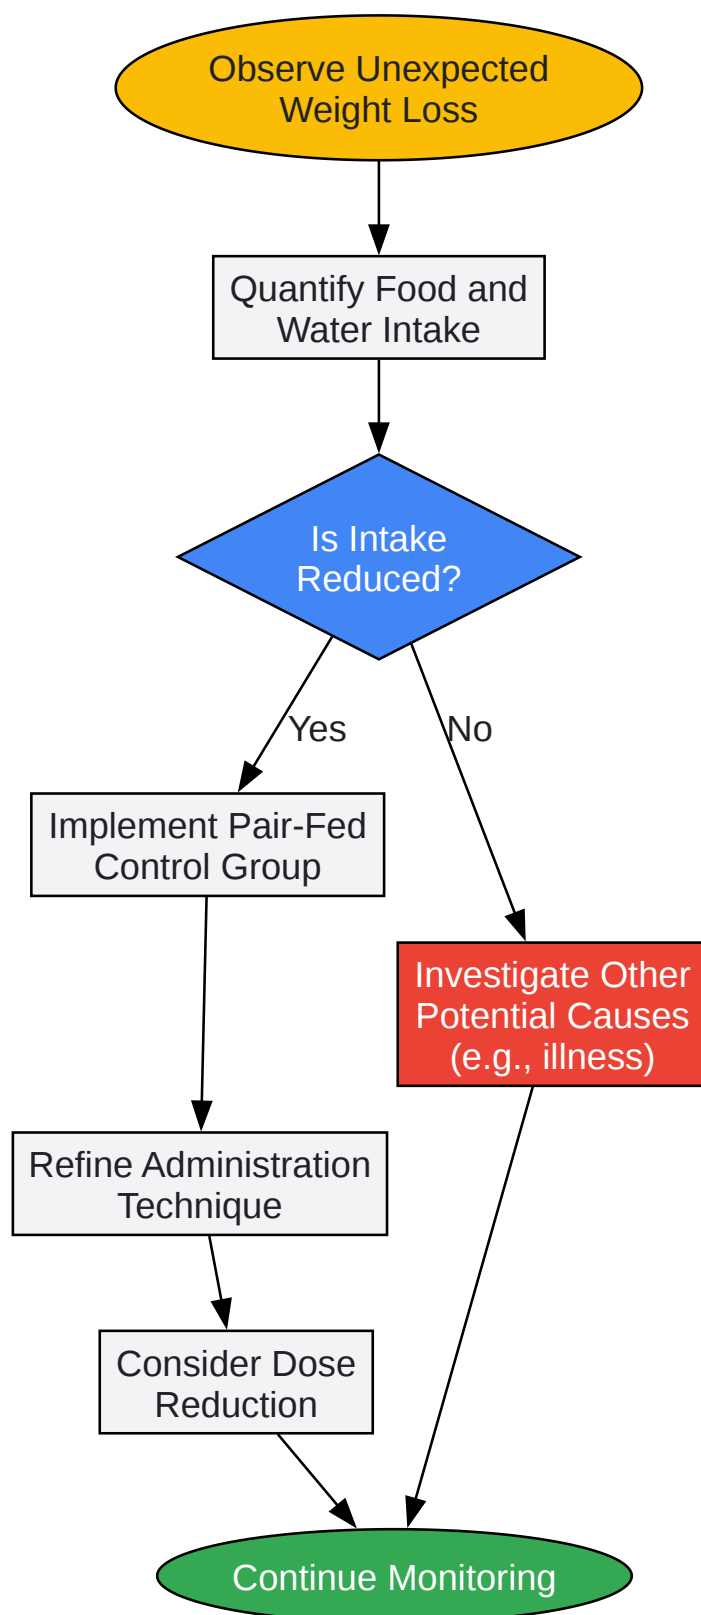 Observe Unexpected
Weight Loss
Quantify Food and
Water Intake
Is Intake
Reduced?
Yes
No
Implement Pair-Fed
Control Group
Investigate Other
Potential Causes
(e.g., illness)
Refine Administration
Technique
Consider Dose
Reduction
Continue Monitoring